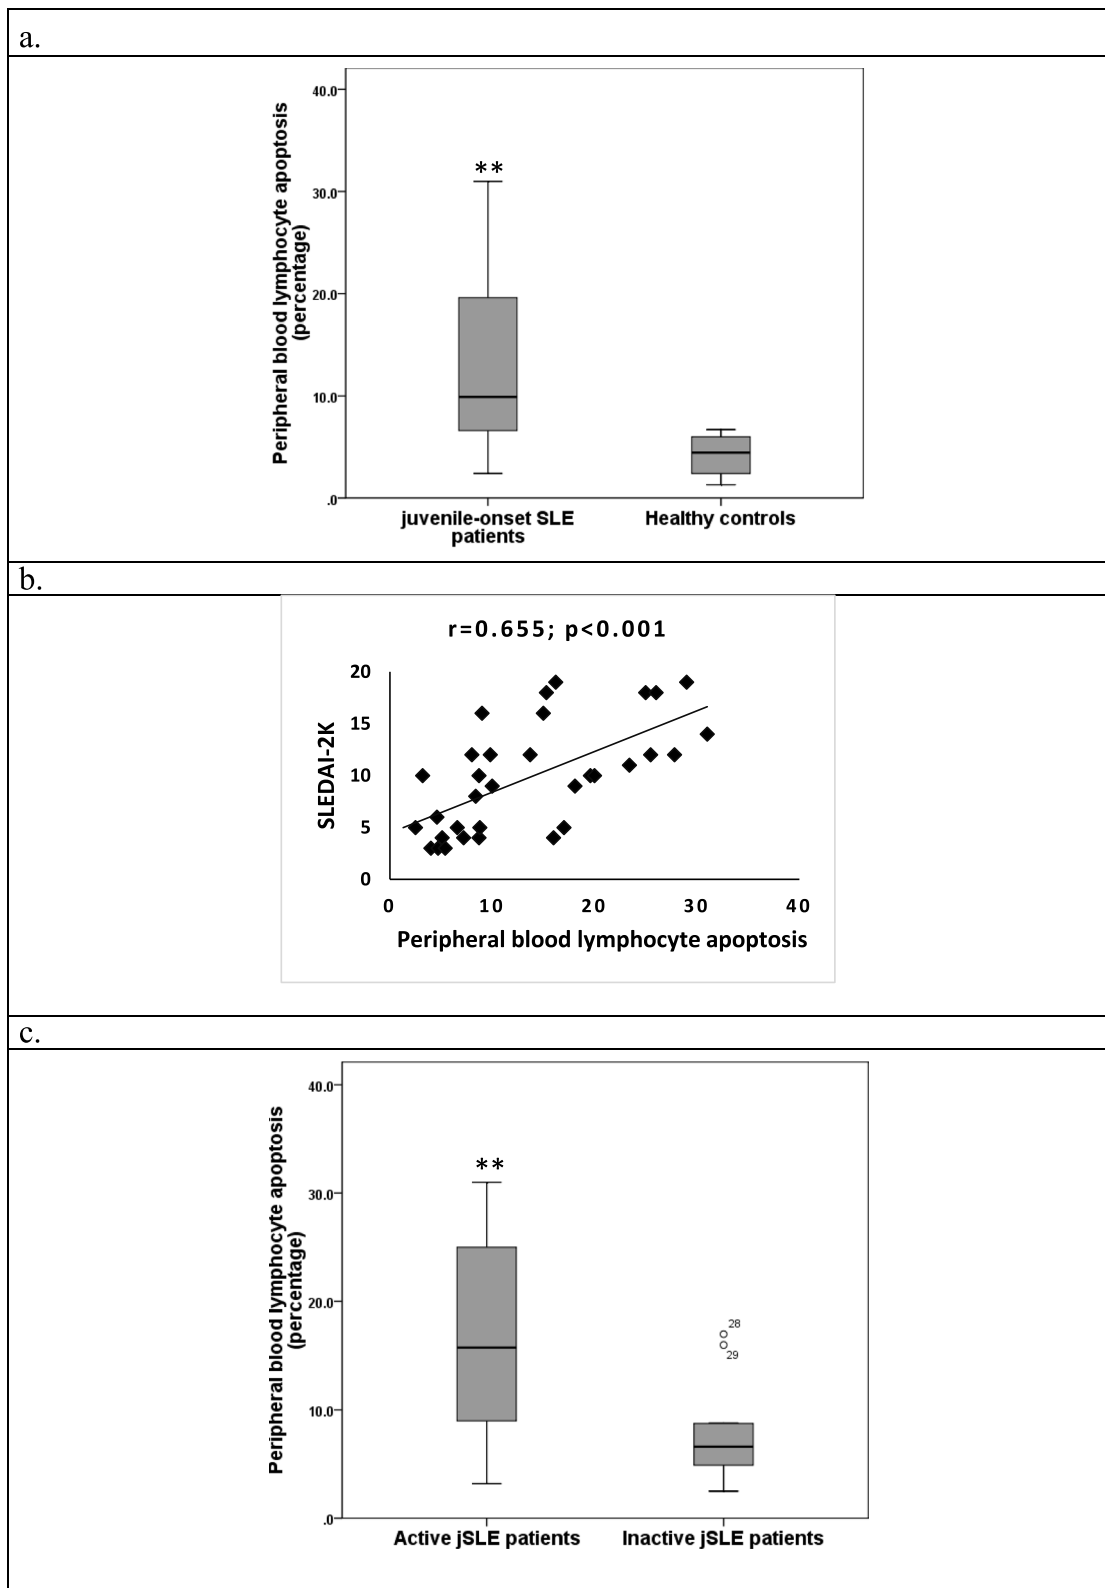 a.
Peripheral blood lymphocyte apoptosis
(percentage)
40.0
30.0
20.0
10.0
.0
**
juvenile-onset SLE
patients
Healthy controls
b.
r=0.655; p<0.001
SLEDAI-2K
20
15
10
5
0
0 10 20 30 40
Peripheral blood lymphocyte apoptosis
c.
Peripheral blood lymphocyte apoptosis
(percentage)
40.0
30.0
20.0
10.0
.0
**
28
29
Active jSLE patients
Inactive jSLE patients